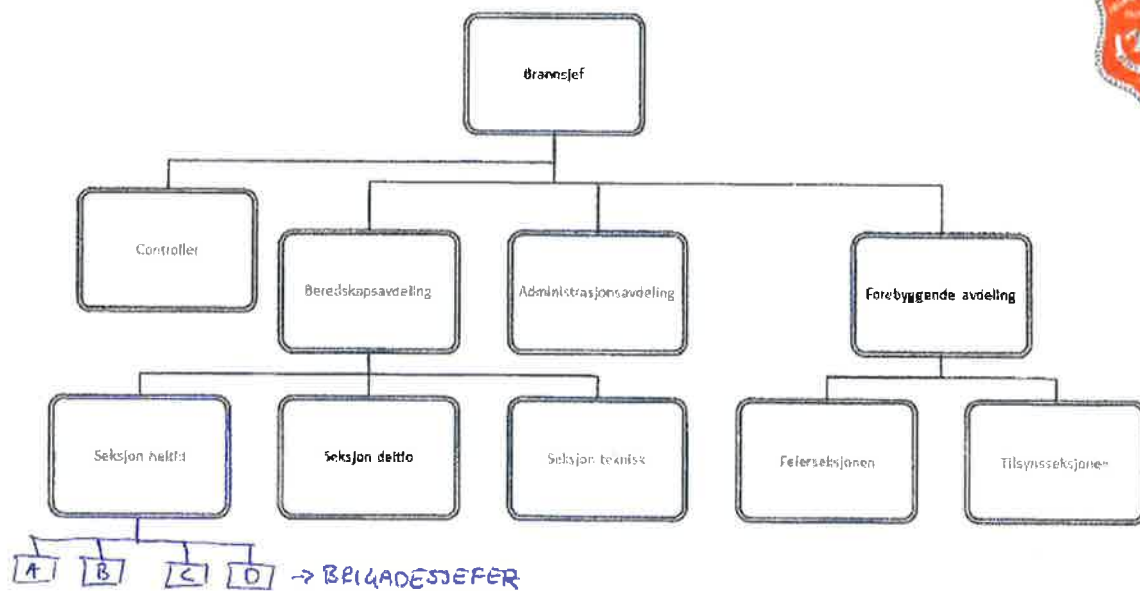 Brannsjef
Controller
Beredskapsavdeling
Administrasjonsavdeling
Forebyggende avdeling
Seksjon heltid
Seksjon deltid
Seksjon teknisk
Feierseksjonen
Tilsynsseksjonen
A B C D → BRIGADESJEFER